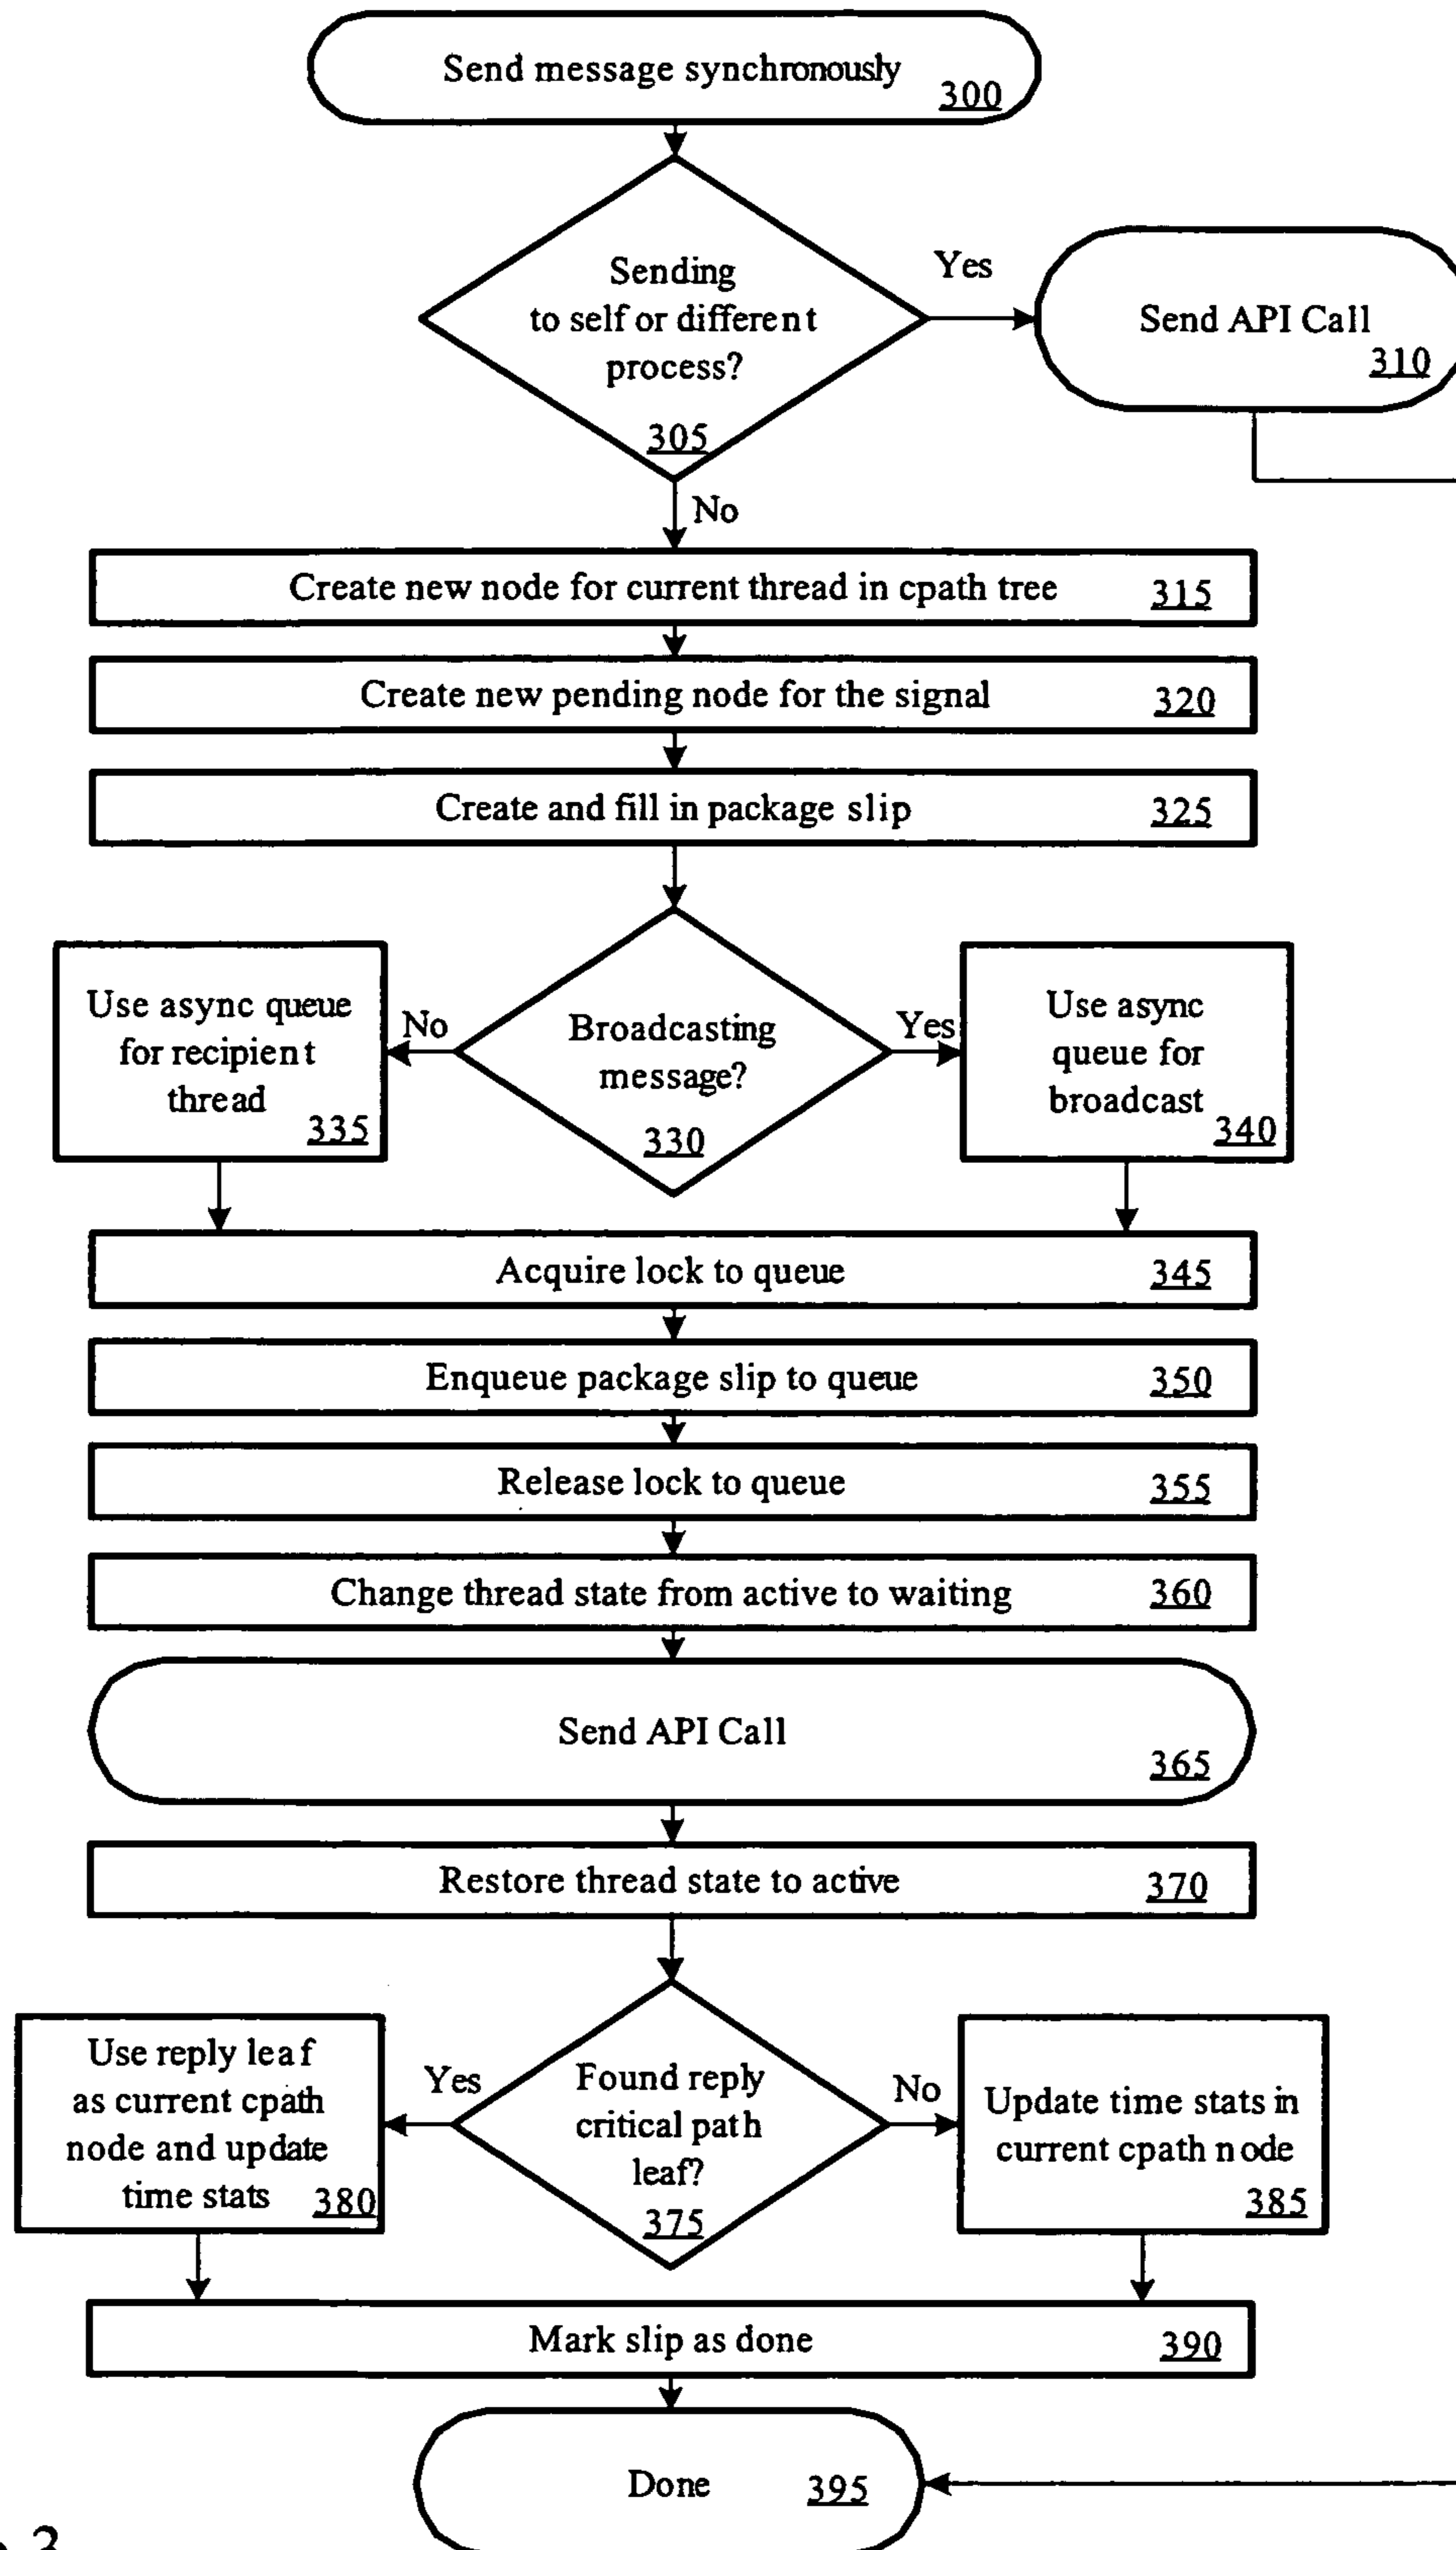 Send message synchronously
300
Sending
to self or different
process?
305
Yes
Send API Call
310
No
Create new node for current thread in cpath tree
315
Create new pending node for the signal
320
Create and fill in package slip
325
Use async queue
for recipient
thread
335
No
Broadcasting
message?
330
Yes
Use async
queue for
broadcast
340
Acquire lock to queue
345
Enqueue package slip to queue
350
Release lock to queue
355
Change thread state from active to waiting
360
Send API Call
365
Restore thread state to active
370
Use reply leaf
as current cpath
node and update
time stats
380
Yes
Found reply
critical path
leaf?
375
No
Update time stats in
current cpath node
385
Mark slip as done
390
Done
395
3